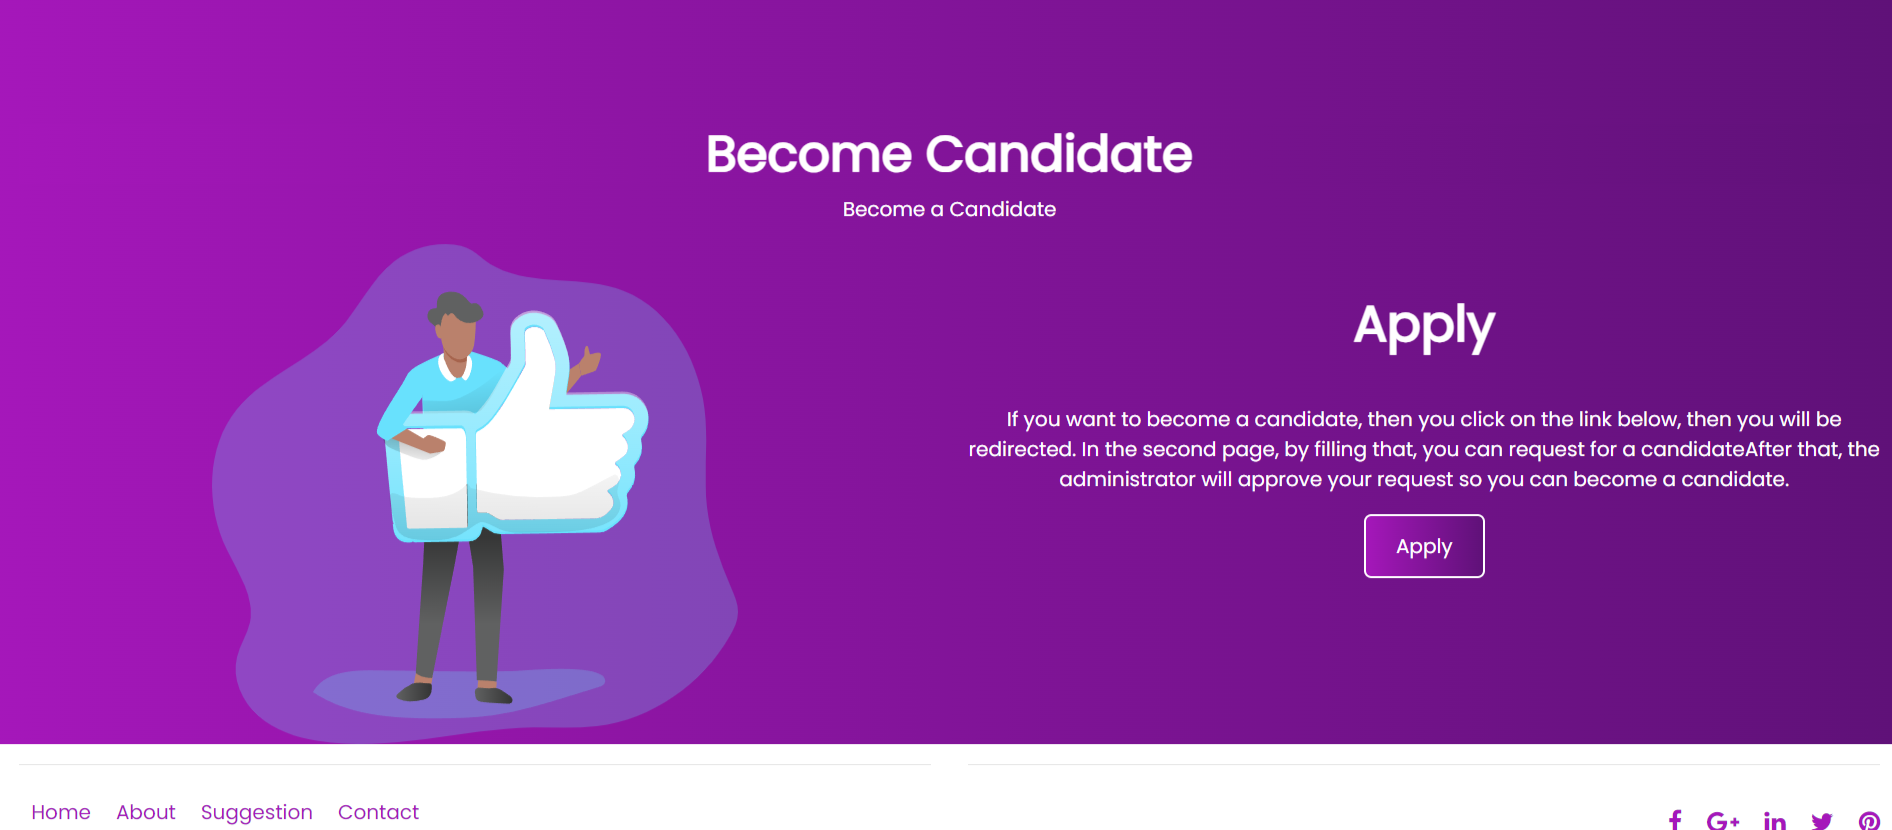 Become Candidate
Become a Candidate
Apply
If you want to become a candidate, then you click on the link below, then you will be
redirected. In the second page, by filling that, you can request for a candidateAfter that, the
administrator will approve your request so you can become a candidate.
Apply
Home About Suggestion Contact